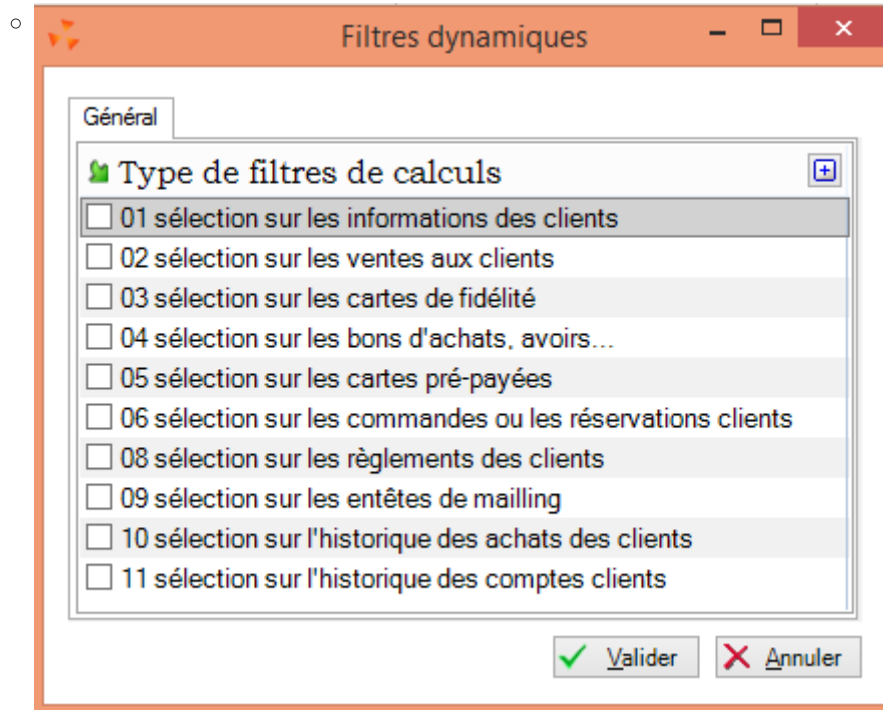 Filtres dynamiques
Général
Type de filtres de calculs
01 sélection sur les informations des clients
02 sélection sur les ventes aux clients
03 sélection sur les cartes de fidélité
04 sélection sur les bons d'achats, avoirs...
05 sélection sur les cartes pré-payées
06 sélection sur les commandes ou les réservations clients
08 sélection sur les règlements des clients
09 sélection sur les entêtes de mailling
10 sélection sur l'historique des achats des clients
11 sélection sur l'historique des comptes clients
Valider Annuler